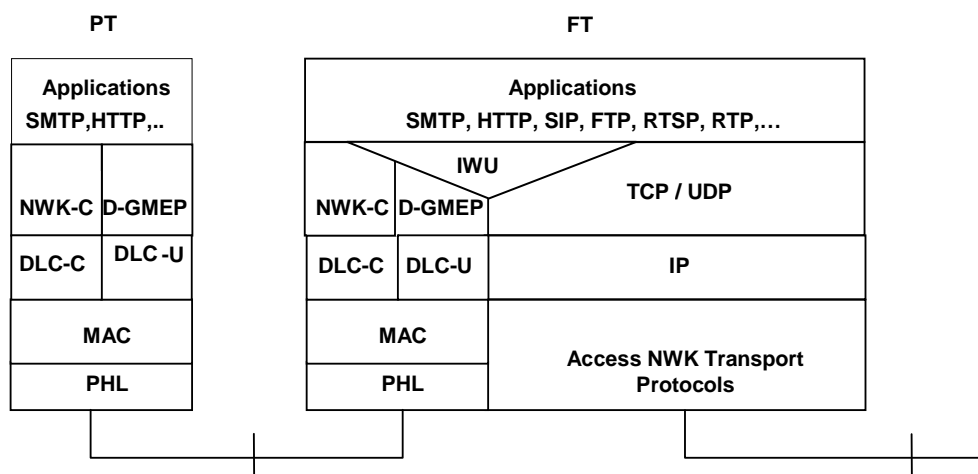 PT
FT
Applications
SMTP,HTTP,..
NWK-C
D-GMEP
DLC-C
DLC-U
MAC
PHL
Applications
SMTP, HTTP, SIP, FTP, RTSP, RTP,...
IWU
NWK-C
D-GMEP
TCP / UDP
DLC-C
DLC-U
IP
MAC
PHL
Access NWK Transport
Protocols